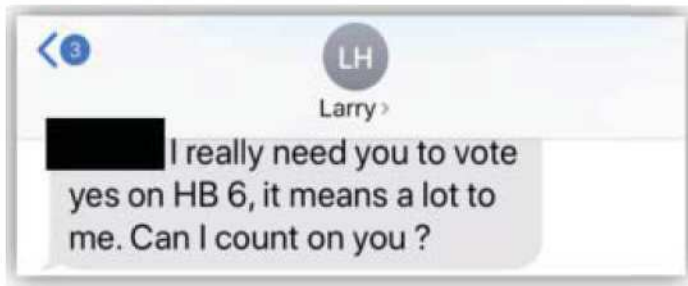 3
LH
Larry
I really need you to vote
yes on HB 6, it means a lot to
me. Can I count on you ?